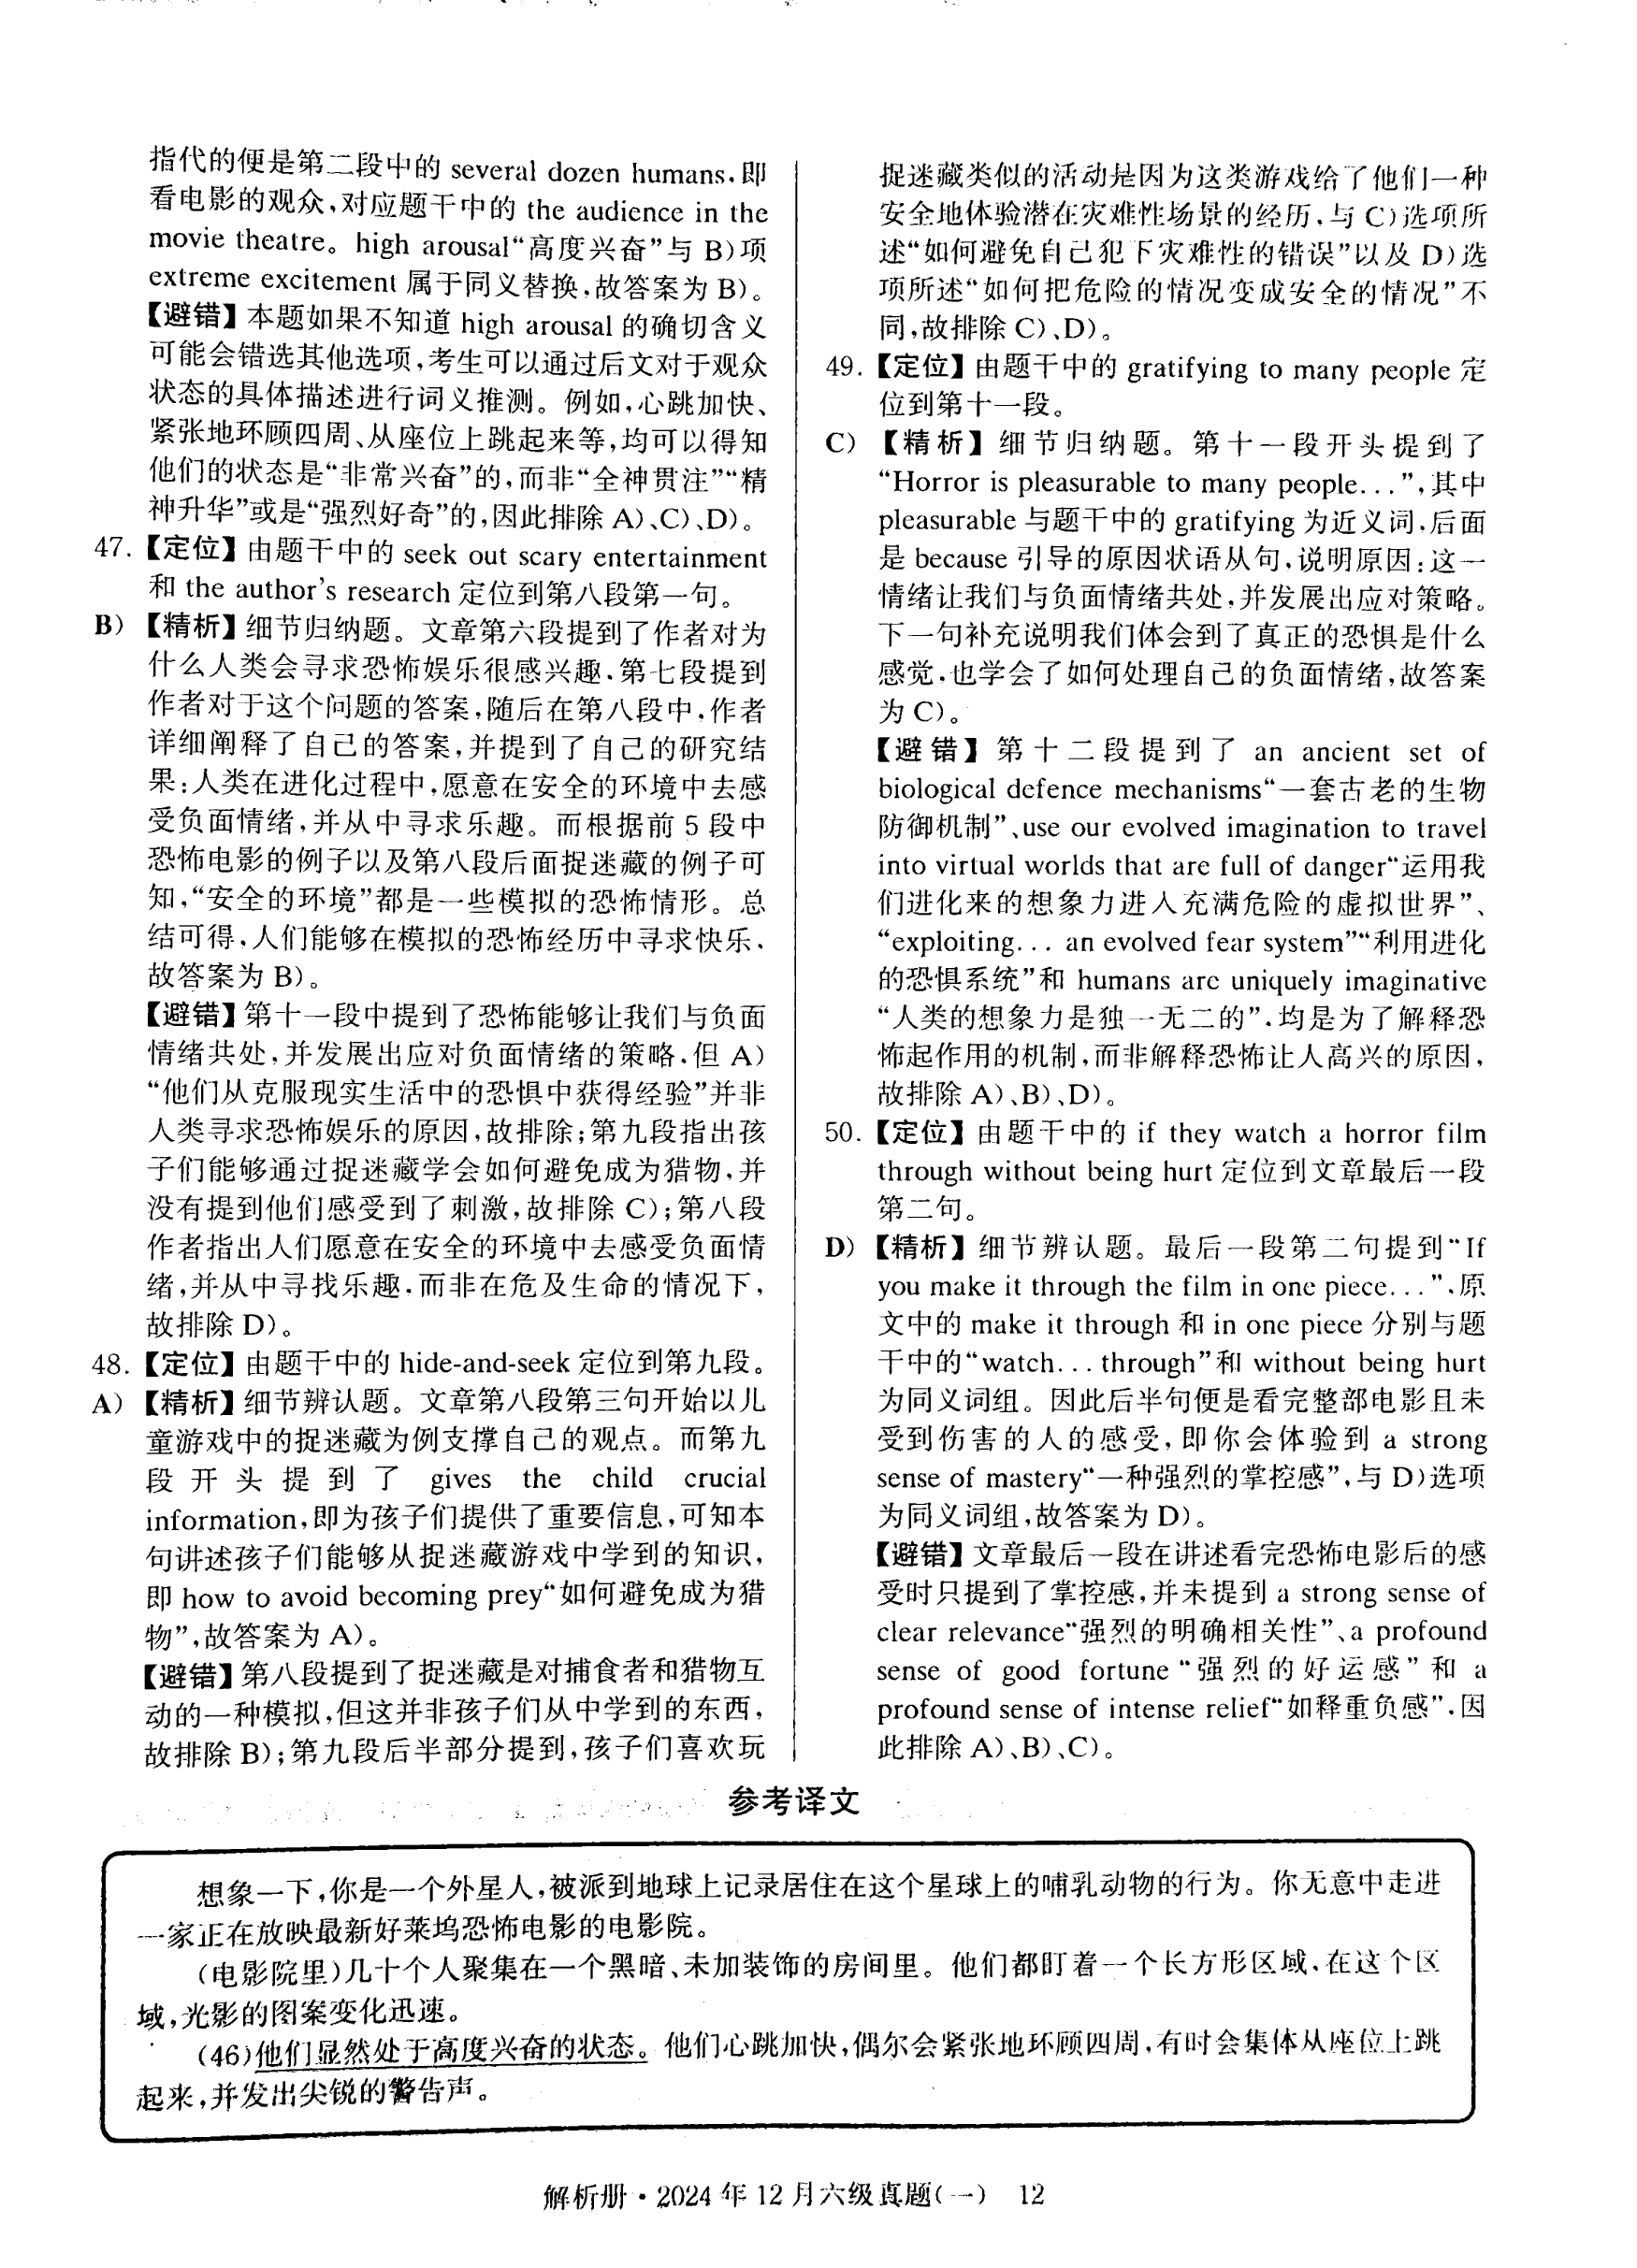 指代的便是第二段中的 several dozen humans,即
看电影的观众,对应题干中的 the audience in the
movie theatre。high arousal“高度兴奋”与 B)项
extreme excitement 属于同义替换,故答案为 B)。
【避错】本题如果不知道 high arousal 的确切含义
可能会错选其他选项,考生可以通过后文对于观众
状态的具体描述进行词义推测。例如,心跳加快、
紧张地环顾四周、从座位上跳起来等,均可以得知
他们的状态是“非常兴奋”的,而非“全神贯注”“精
神升华”或是“强烈好奇”的,因此排除 A)、C)、D)。
47.【定位】由题干中的 seek out scary entertainment
和 the author's research 定位到第八段第一句。
B)【精析】细节归纳题。文章第六段提到了作者对为
什么人类会寻求恐怖娱乐很感兴趣,第七段提到
作者对于这个问题的答案,随后在第八段中,作者
详细阐释了自己的答案,并提到了自己的研究结
果:人类在进化过程中,愿意在安全的环境中去感
受负面情绪,并从中寻求乐趣。而根据前 5 段中
恐怖电影的例子以及第八段后面捉迷藏的例子可
知,“安全的环境”都是一些模拟的恐怖情形。总
结可得,人们能够在模拟的恐怖经历中寻求快乐,
故答案为 B)。
【避错】第十一段中提到了恐怖能够让我们与负面
情绪共处,并发展出应对负面情绪的策略,但 A)
“他们从克服现实生活中的恐惧中获得经验”并非
人类寻求恐怖娱乐的原因,故排除;第九段指出孩
子们能够通过捉迷藏学会如何避免成为猎物,并
没有提到他们感受到了刺激,故排除 C);第八段
作者指出人们愿意在安全的环境中去感受负面情
绪,并从中寻找乐趣,而非在危及生命的情况下,
故排除 D)。
48.【定位】由题干中的 hide-and-seek 定位到第九段。
A)【精析】细节辨认题。文章第八段第三句开始以儿
童游戏中的捉迷藏为例支撑自己的观点。而第九
段开头提到了 gives the child crucial
information,即为孩子们提供了重要信息,可知本
句讲述孩子们能够从捉迷藏游戏中学到的知识,
即 how to avoid becoming prey“如何避免成为猎
物”,故答案为 A)。
【避错】第八段提到了捉迷藏是对捕食者和猎物互
动的一种模拟,但这并非孩子们从中学到的东西,
故排除 B);第九段后半部分提到,孩子们喜欢玩
捉迷藏类似的活动是因为这类游戏给了他们一种
安全地体验潜在灾难性场景的经历,与 C)选项所
述“如何避免自己犯下灾难性的错误”以及 D)选
项所述“如何把危险的情况变成安全的情况”不
同,故排除 C)、D)。
49.【定位】由题干中的 gratifying to many people 定
位到第十一段。
C)【精析】细节归纳题。第十一段开头提到了
“Horror is pleasurable to many people...”,其中
pleasurable 与题干中的 gratifying 为近义词,后面
是 because 引导的原因状语从句,说明原因:这一
情绪让我们与负面情绪共处,并发展出应对策略。
下一句补充说明我们体会到了真正的恐惧是什么
感觉,也学会了如何处理自己的负面情绪,故答案
为 C)。
【避错】第十二段提到了 an ancient set of
biological defence mechanisms“一套古老的生物
防御机制”、use our evolved imagination to travel
into virtual worlds that are full of danger“运用我
们进化来的想象力进入充满危险的虚拟世界”、
“exploiting... an evolved fear system”“利用进化
的恐惧系统”和 humans are uniquely imaginative
“人类的想象力是独一无二的”,均是为了解释恐
怖起作用的机制,而非解释恐怖让人高兴的原因,
故排除 A)、B)、D)。
50.【定位】由题干中的 if they watch a horror film
through without being hurt 定位到文章最后一段
第二句。
D)【精析】细节辨认题。最后一段第二句提到“If
you make it through the film in one piece...”,原
文中的 make it through 和 in one piece 分别与题
干中的“watch... through”和 without being hurt
为同义词组。因此后半句便是看完整部电影且未
受到伤害的人的感受,即你会体验到 a strong
sense of mastery“一种强烈的掌控感”,与 D)选项
为同义词组,故答案为 D)。
【避错】文章最后一段在讲述看完恐怖电影后的感
受时只提到了掌控感,并未提到 a strong sense of
clear relevance“强烈的明确相关性”、a profound
sense of good fortune“强烈的好运感”和 a
profound sense of intense relief“如释重负感”,因
此排除 A)、B)、C)。
参考译文
想象一下,你是一个外星人,被派到地球上记录居住在这个星球上的哺乳动物的行为。你无意中走进
一家正在放映最新好莱坞恐怖电影的电影院。
(电影院里)几十个人聚集在一个黑暗、未加装饰的房间里。他们都盯着一个长方形区域,在这个区
域,光影的图案变化迅速。
(46)他们显然处于高度兴奋的状态。他们心跳加快,偶尔会紧张地环顾四周,有时会集体从座位上跳
起来,并发出尖锐的警告声。
解析册·2024 年 12 月六级真题(一) 12